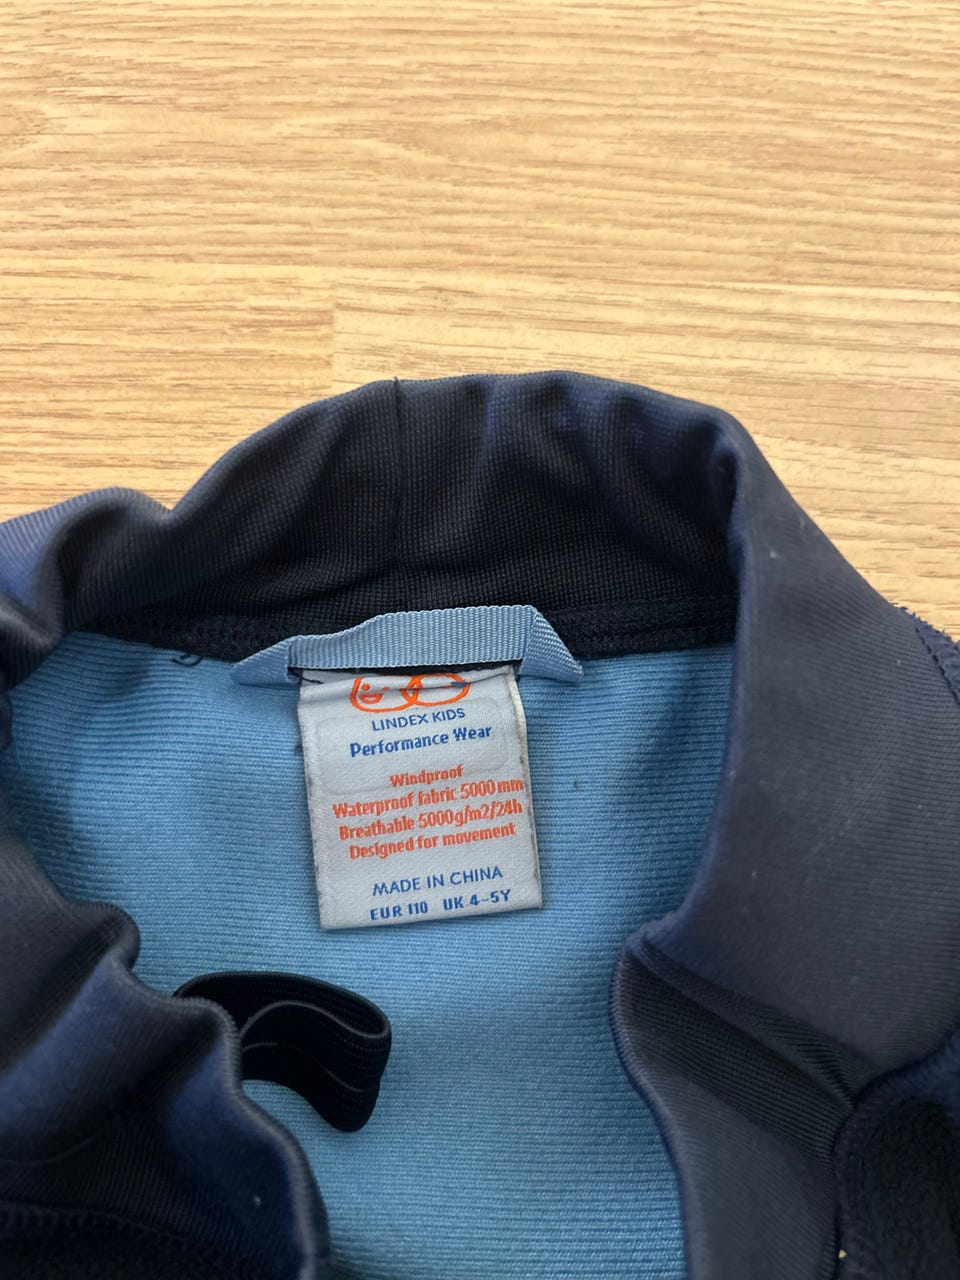 LINDEX KIDS
Performance Wear
Windproof
Waterproof fabric 5000mm
Breathable 5000g/m2/24h
Designed for movement
MADE IN CHINA
EUR 110 UK 4-5Y